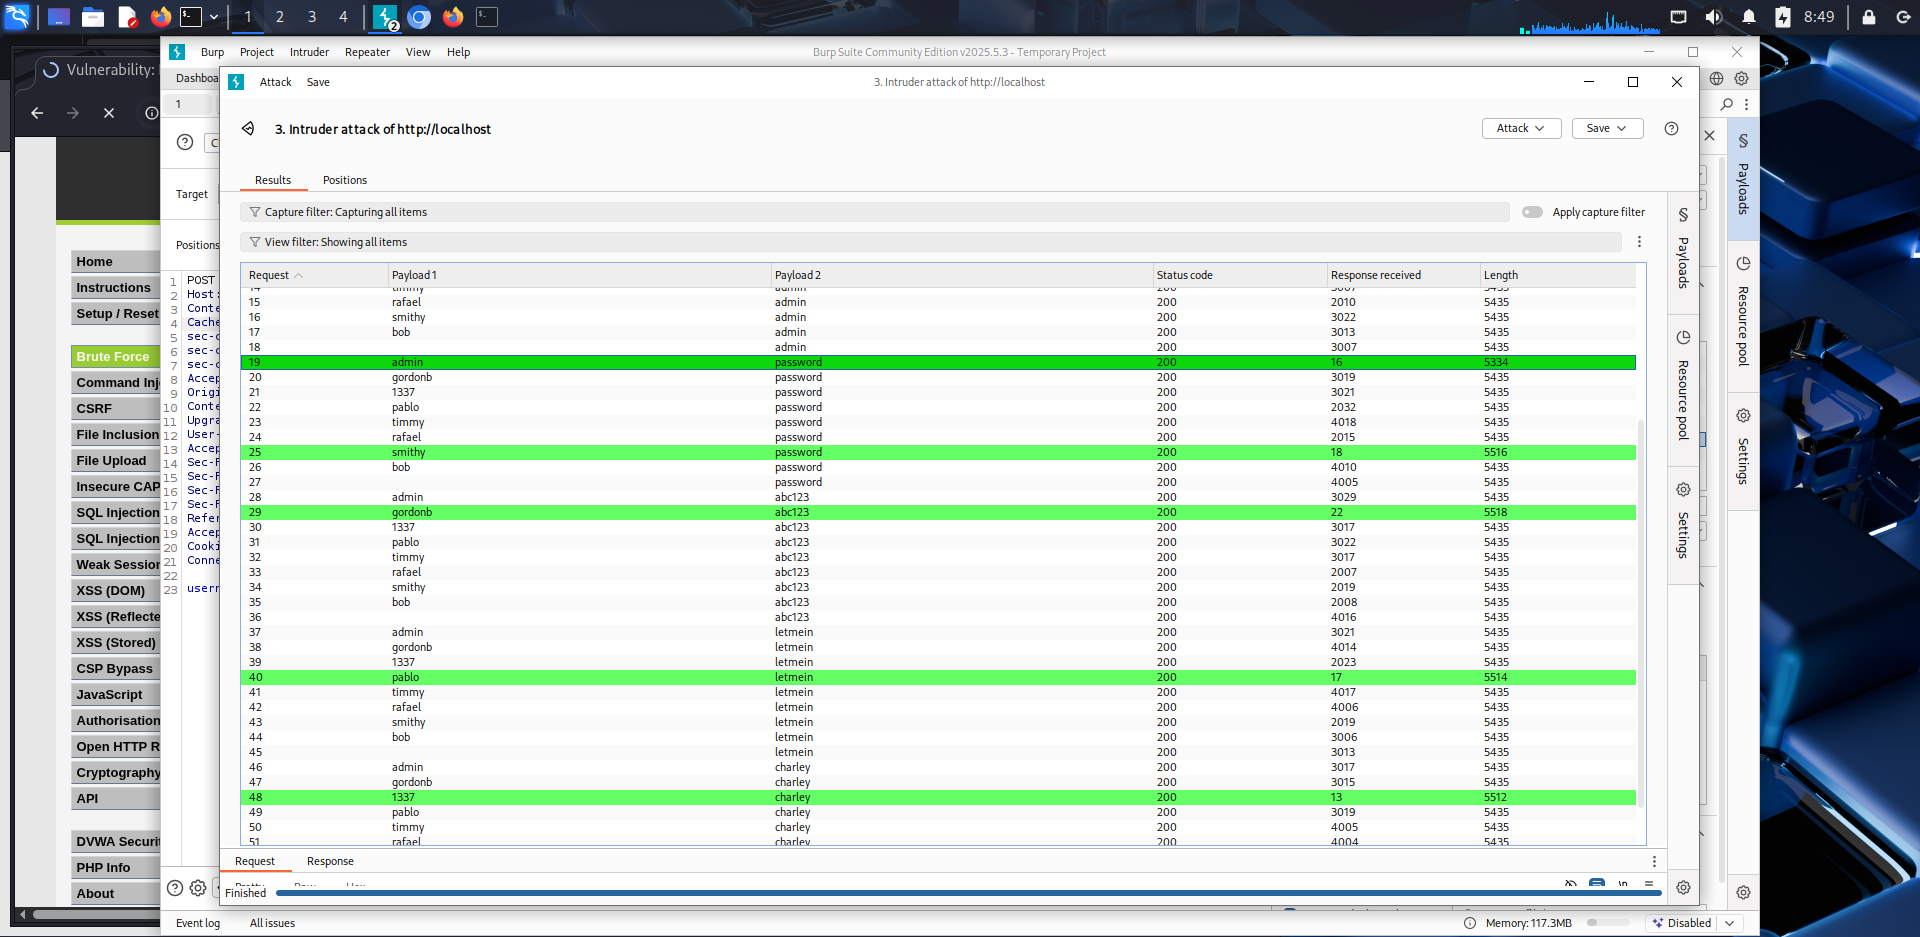 1 2 3 4 2 8:49
Burp Project Intruder Repeater View Help Burp Suite Community Edition v2025.5.3 - Temporary Project
Vulnerability:
Dashboa
Attack Save 3. Intruder attack of http://localhost
1
3. Intruder attack of http://localhost Attack Save
Target
Results Positions
Capture filter: Capturing all items Apply capture filter
Positions
View filter: Showing all items
Request Payload 1 Payload 2 Status code Response received Length
14 timmy admin 200 3007 5435
15 rafael admin 200 2010 5435
16 smithy admin 200 3022 5435
17 bob admin 200 3013 5435
18 admin 200 3007 5435
19 admin password 200 16 5334
20 gordonb password 200 3019 5435
21 1337 password 200 3021 5435
22 pablo password 200 2032 5435
23 timmy password 200 4018 5435
24 rafael password 200 2015 5435
25 smithy password 200 18 5516
26 bob password 200 4010 5435
27 password 200 4005 5435
28 admin abc123 200 3029 5435
29 gordonb abc123 200 22 5518
30 1337 abc123 200 3017 5435
31 pablo abc123 200 3022 5435
32 timmy abc123 200 3017 5435
33 rafael abc123 200 2007 5435
34 smithy abc123 200 2019 5435
35 bob abc123 200 2008 5435
36 abc123 200 4016 5435
37 admin letmein 200 3021 5435
38 gordonb letmein 200 4014 5435
39 1337 letmein 200 2023 5435
40 pablo letmein 200 17 5514
41 timmy letmein 200 4017 5435
42 rafael letmein 200 4006 5435
43 smithy letmein 200 2019 5435
44 bob letmein 200 3006 5435
45 letmein 200 3013 5435
46 admin charley 200 3017 5435
47 gordonb charley 200 3015 5435
48 1337 charley 200 13 5512
49 pablo charley 200 3019 5435
50 timmy charley 200 4005 5435
51 rafael charley 200 4004 5435
Request Response
Pretty Raw Hex
Finished
Payloads
Resource pool
Settings
Payloads
Resource pool
Settings
Home
Instructions
Setup / Reset
Brute Force
Command Inj
CSRF
File Inclusion
File Upload
Insecure CAP
SQL Injection
SQL Injection
Weak Session
XSS (DOM)
XSS (Reflecte
XSS (Stored)
CSP Bypass
JavaScript
Authorisation
Open HTTP R
Cryptography
API
DVWA Securit
PHP Info
About
1 POST
2 Host:
3 Conte
4 Cache
5 sec-c
6 sec-c
7 sec-c
8 Accep
9 Origi
10 Conte
11 Upgra
12 User-
13 Accep
14 Sec-F
15 Sec-F
16 Sec-F
17 Sec-F
18 Refer
19 Accep
20 Cooki
21 Conne
22
23 usern
Event log All issues Memory: 117.3MB Disabled